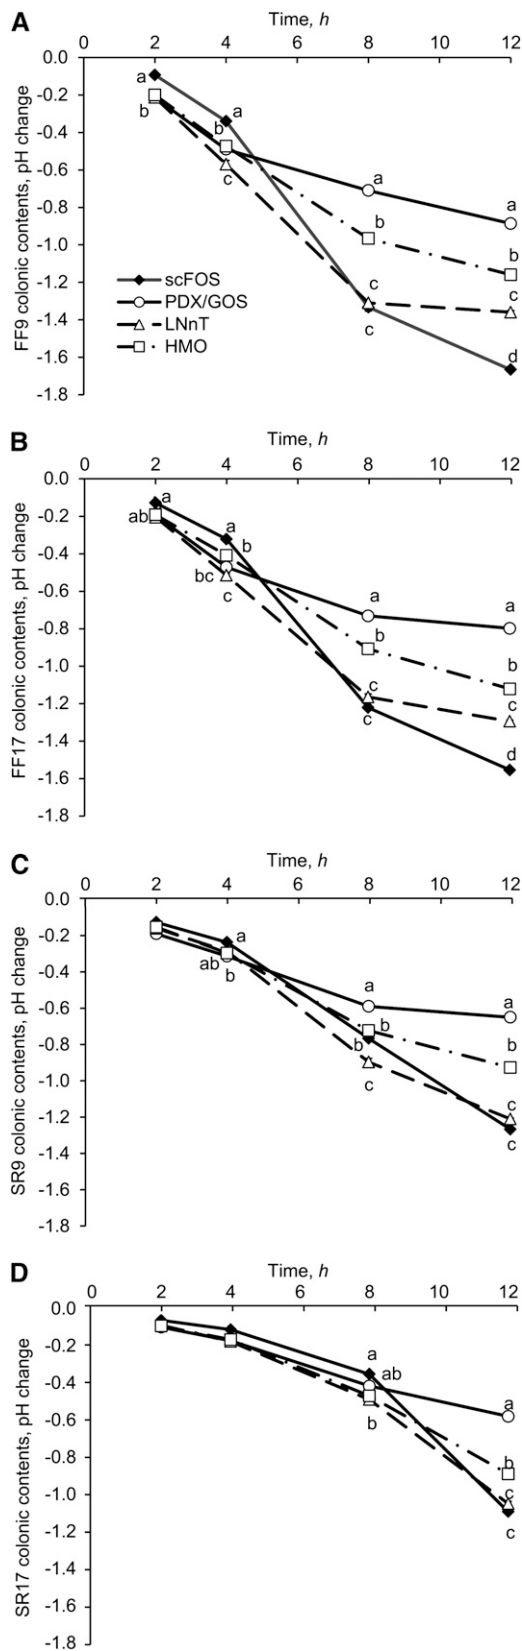 A
Time, h
0 2 4 6 8 10 12
0.0
-0.2
-0.4
-0.6
-0.8
-1.0
-1.2
-1.4
-1.6
-1.8
FF9 colonic contents, pH change
a
b
a
b
c
a
b
c
c
a
b
c
d
scFOS
PDX/GOS
LNnT
HMO
B
Time, h
0 2 4 6 8 10 12
0.0
-0.2
-0.4
-0.6
-0.8
-1.0
-1.2
-1.4
-1.6
-1.8
FF17 colonic contents, pH change
a
ab
a
b
bc
c
a
b
c
c
a
b
c
d
C
Time, h
0 2 4 6 8 10 12
0.0
-0.2
-0.4
-0.6
-0.8
-1.0
-1.2
-1.4
-1.6
-1.8
SR9 colonic contents, pH change
a
ab
b
a
b
b
c
a
b
c
c
D
Time, h
0 2 4 6 8 10 12
0.0
-0.2
-0.4
-0.6
-0.8
-1.0
-1.2
-1.4
-1.6
-1.8
SR17 colonic contents, pH change
a
ab
b
a
b
c
c